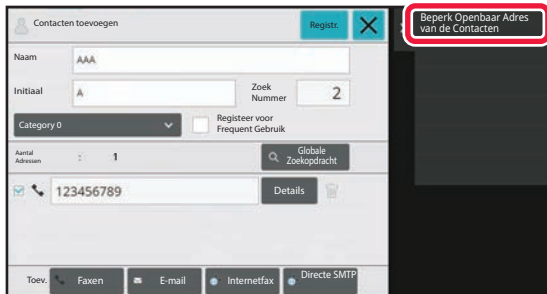 Contacten toevoegen
Registr.
Beperk Openbaar Adres
van de Contacten
Naam
AAA
Initiaal
A
Zoek
Nummer
2
Category 0
Registeer voor
Frequent Gebruik
Aantal
Adressen
:
1
Globale
Zoekopdracht
123456789
Details
Toev.
Faxen
E-mail
Internetfax
Directe SMTP